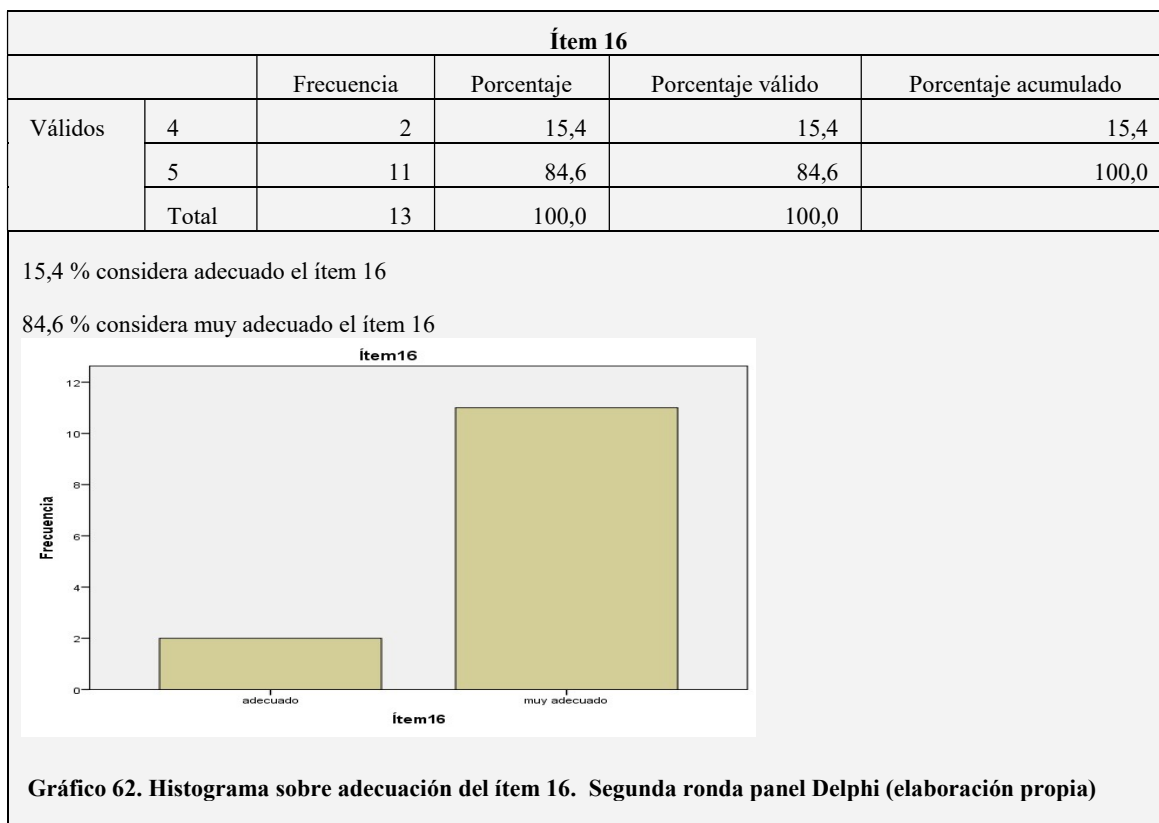 Ítem 16
Frecuencia Porcentaje Porcentaje válido Porcentaje acumulado
Válidos 4 2 15,4 15,4 15,4
5 11 84,6 84,6 100,0
Total 13 100,0 100,0
15,4 % considera adecuado el ítem 16
84,6 % considera muy adecuado el ítem 16
Ítem16
12
10
8
6
4
2
0
Frecuencia
adecuado muy adecuado
Ítem16
Gráfico 62. Histograma sobre adecuación del ítem 16. Segunda ronda panel Delphi (elaboración propia)